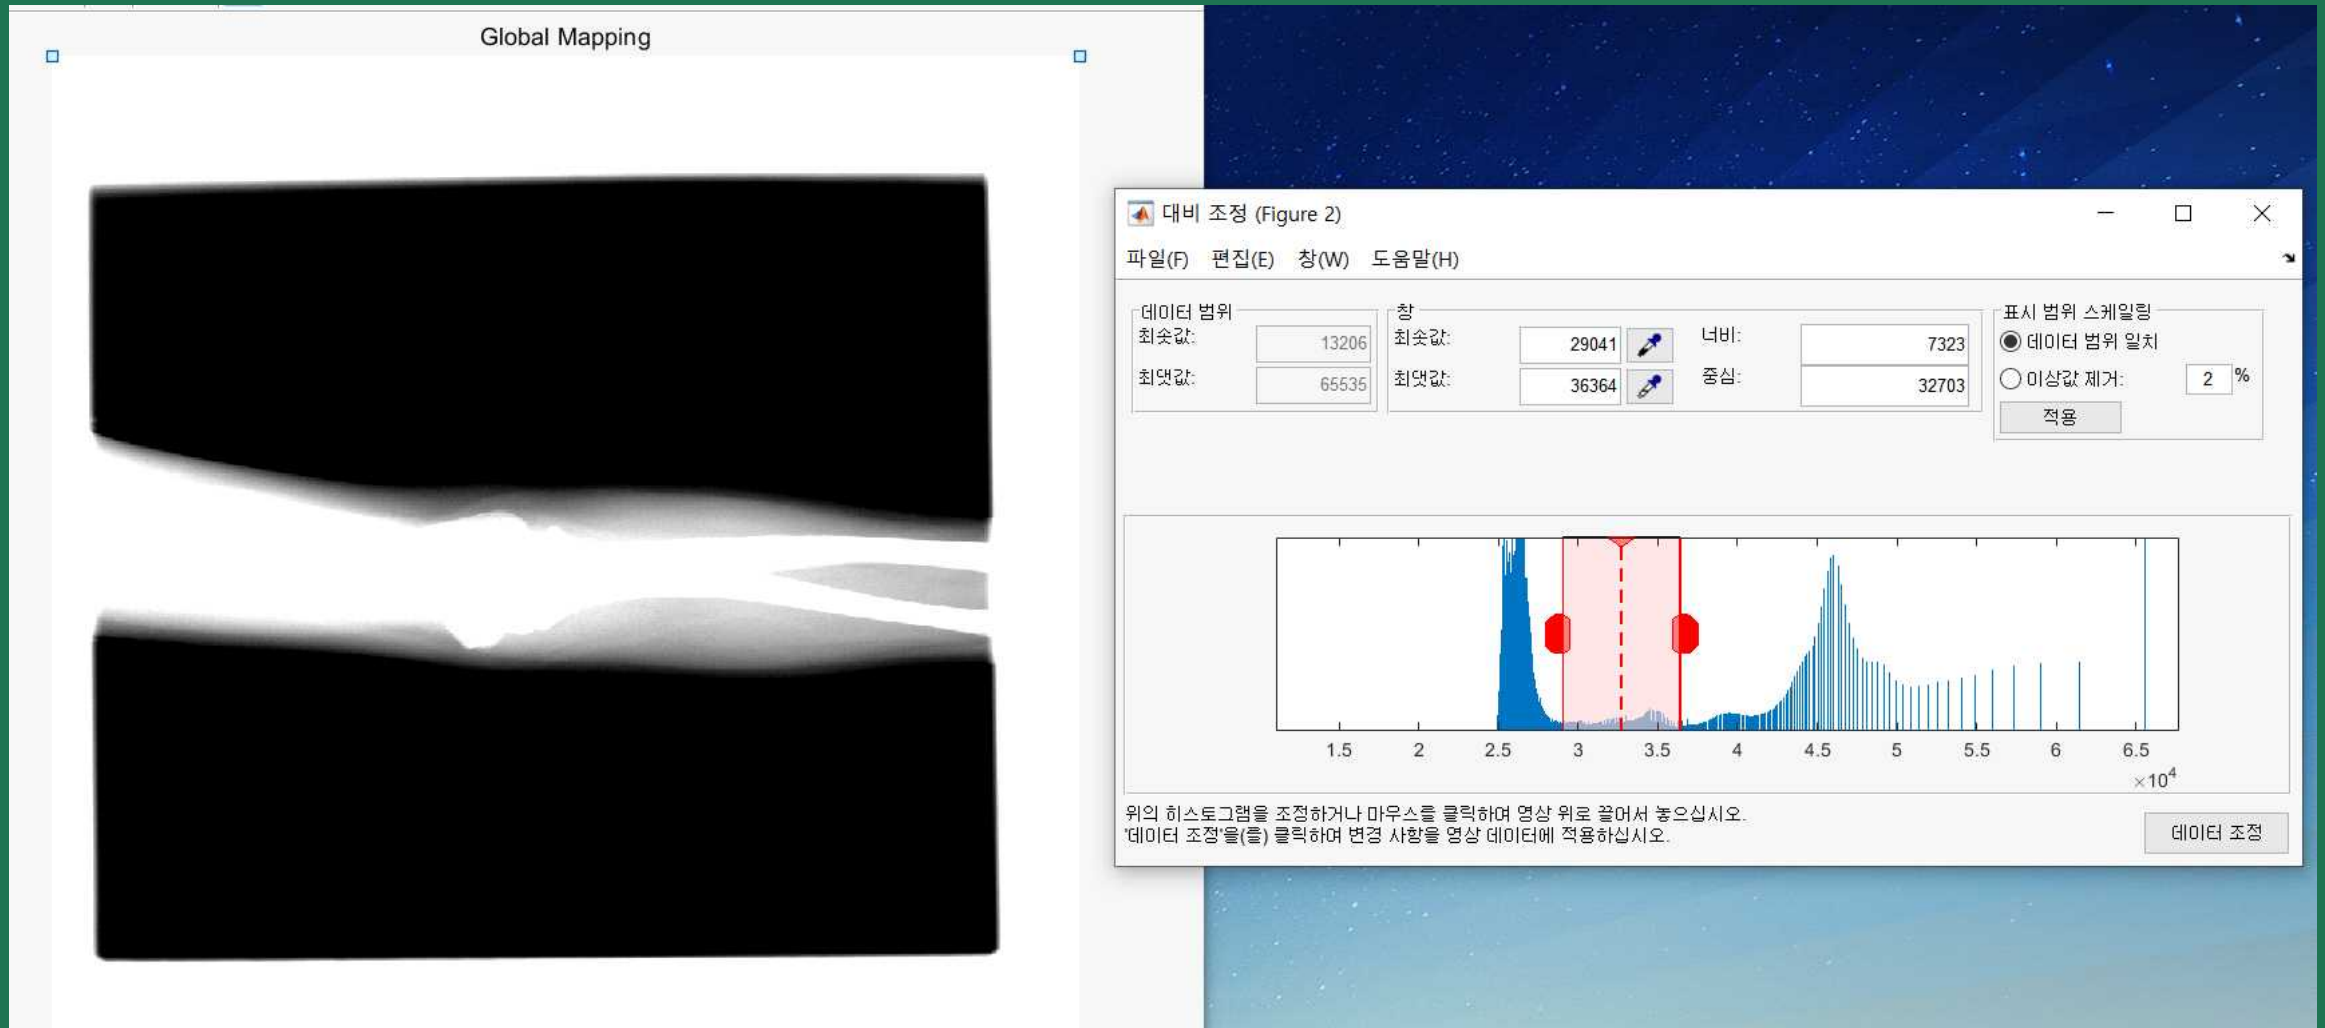 Global Mapping
대비 조정 (Figure 2)
파일(F) 편집(E) 창(W) 도움말(H)
데이터 범위
최솟값: 13206
최댓값: 65535
창
최솟값: 29041
최댓값: 36364
너비: 7323
중심: 32703
표시 범위 스케일링
데이터 범위 일치
이상값 제거: 2 %
적용
1.5 2 2.5 3 3.5 4 4.5 5 5.5 6 6.5
×10⁴
위의 히스토그램을 조정하거나 마우스를 클릭하여 영상 위로 끌어서 놓으십시오.
'데이터 조정'을(를) 클릭하여 변경 사항을 영상 데이터에 적용하십시오.
데이터 조정